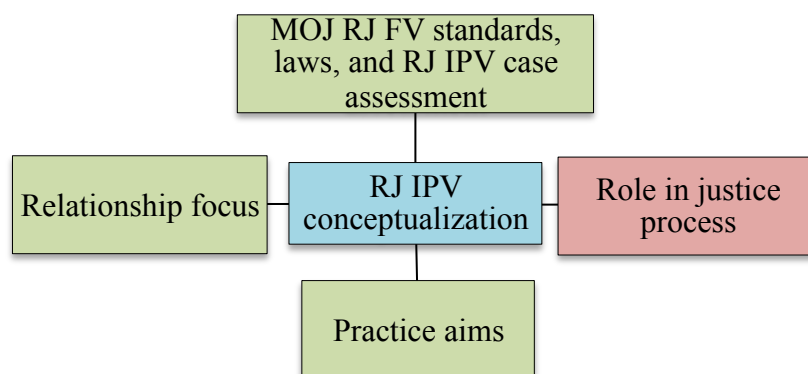 MOJ RJ FV standards,
laws, and RJ IPV case
assessment
Relationship focus
RJ IPV
conceptualization
Role in justice
process
Practice aims